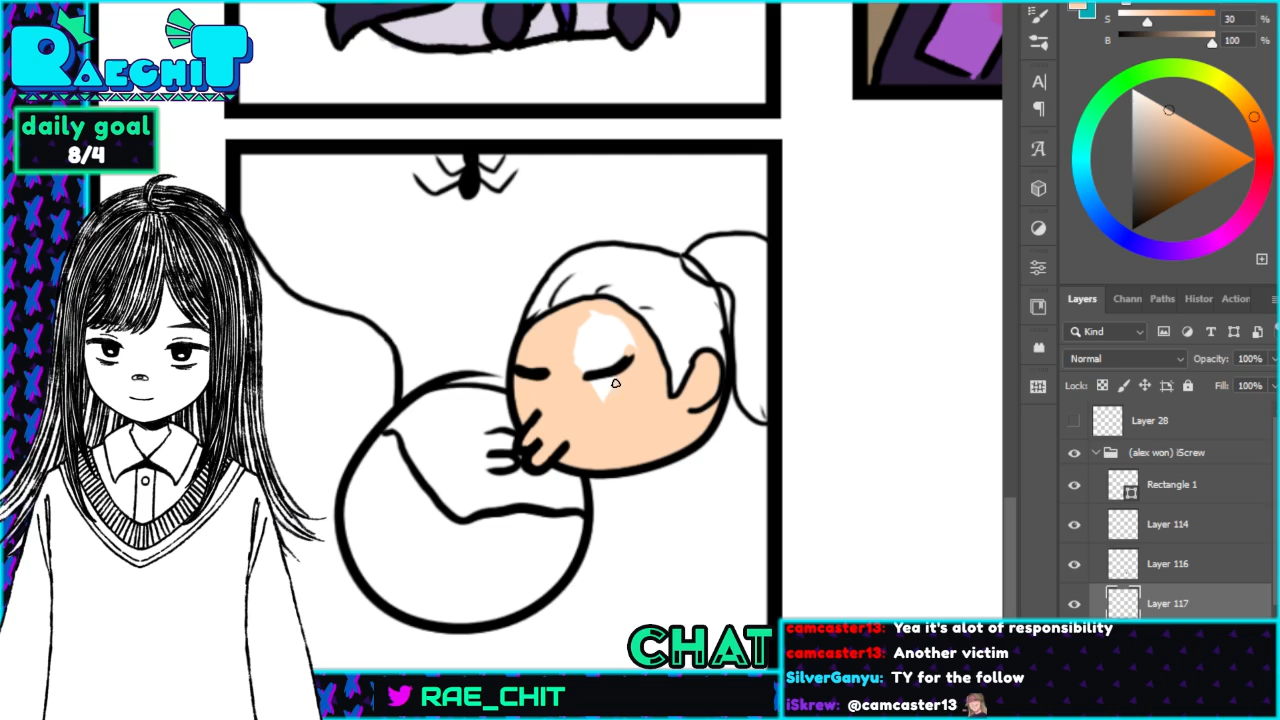 RAECHIT
daily goal
8/4
S 30 %
B 100 %
Layers Chann Paths Histor Action
Kind
Normal Opacity: 100%
Lock: Fill: 100%
Layer 28
(alex won) iScrew
Rectangle 1
Layer 114
Layer 116
Layer 117
CHAT
camcaster13: Yea it's alot of responsibility
camcaster13: Another victim
SilverGanyu: TY for the follow
iSkrew: @camcaster13
RAE_CHIT